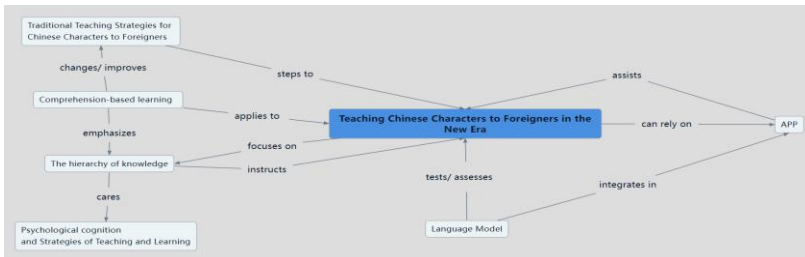 Traditional Teaching Strategies for
Chinese Characters to Foreigners
changes/ improves
steps to
assists
Comprehension-based learning
applies to
Teaching Chinese Characters to Foreigners in the
New Era
can rely on
APP
emphasizes
focuses on
The hierarchy of knowledge
instructs
tests/ assesses
integrates in
cares
Psychological cognition
and Strategies of Teaching and Learning
Language Model